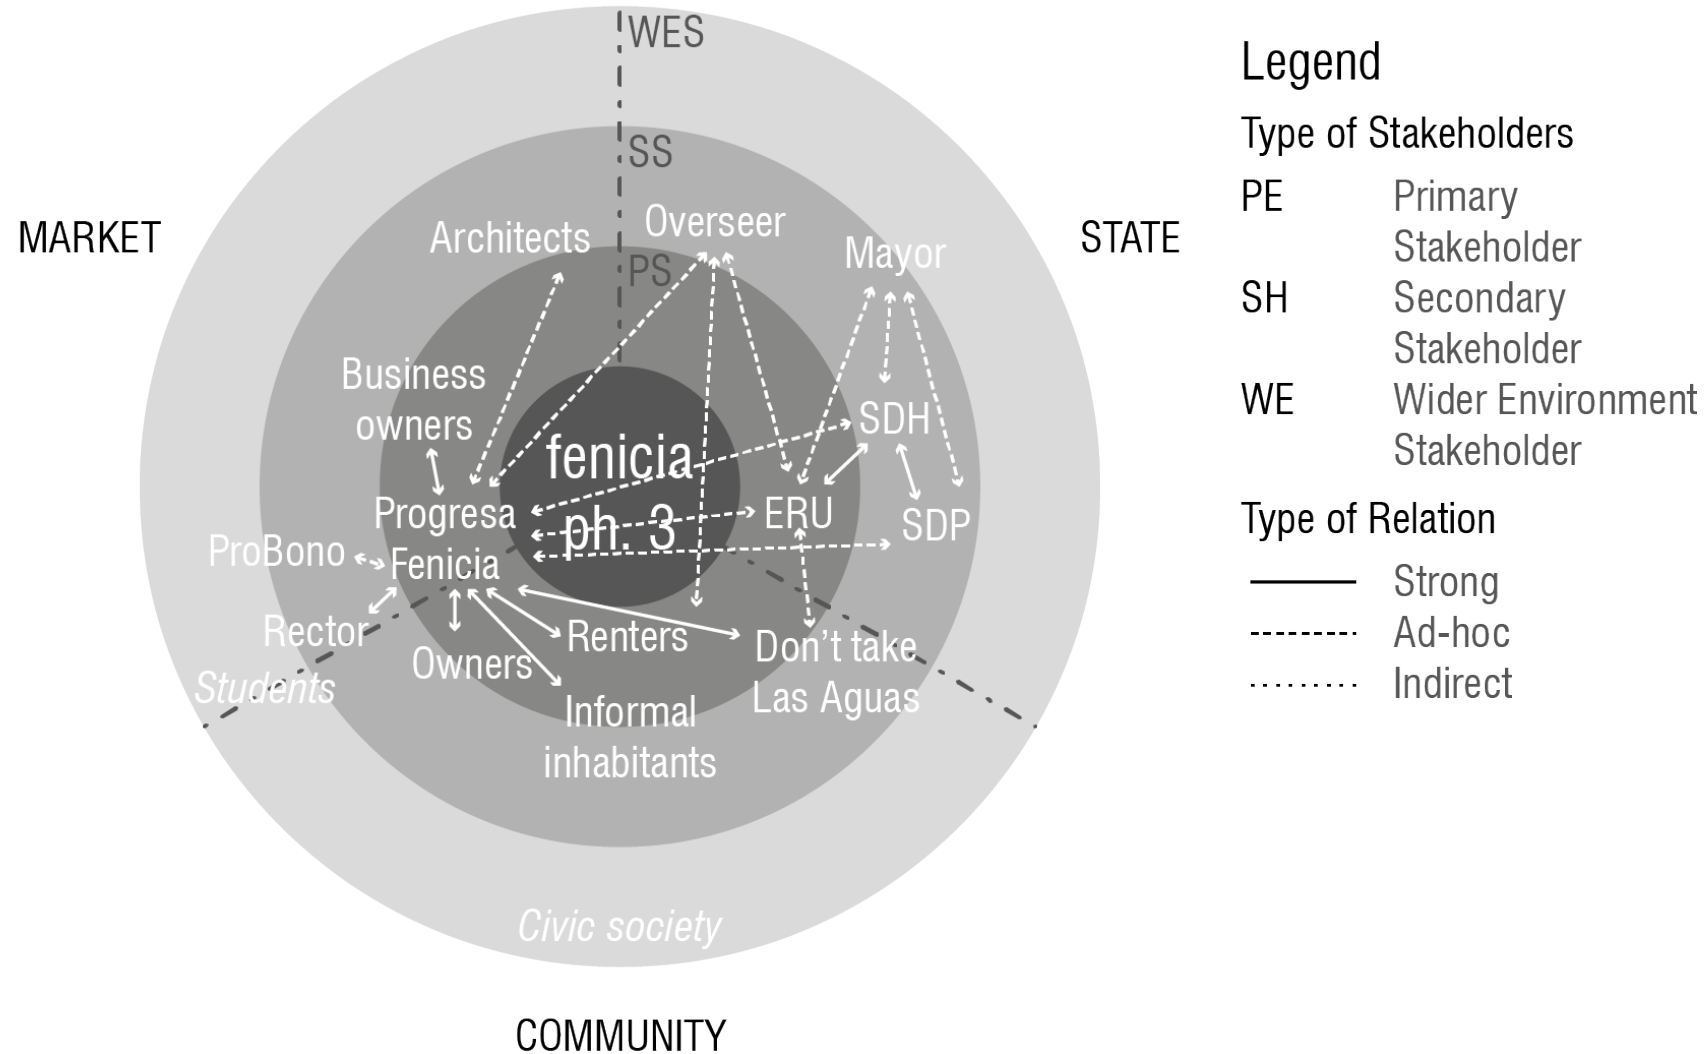 WES
SS
PS
MARKET
STATE
Architects
Overseer
Mayor
Business
owners
fenicia
ph. 3
SDH
Progresa
Fenicia
ERU
SDP
ProBono
Rector
Students
Owners
Renters
Informal
inhabitants
Don't take
Las Aguas
Civic society
COMMUNITY
Legend
Type of Stakeholders
PE Primary
Stakeholder
SH Secondary
Stakeholder
WE Wider Environment
Stakeholder
Type of Relation
Strong
Ad-hoc
Indirect